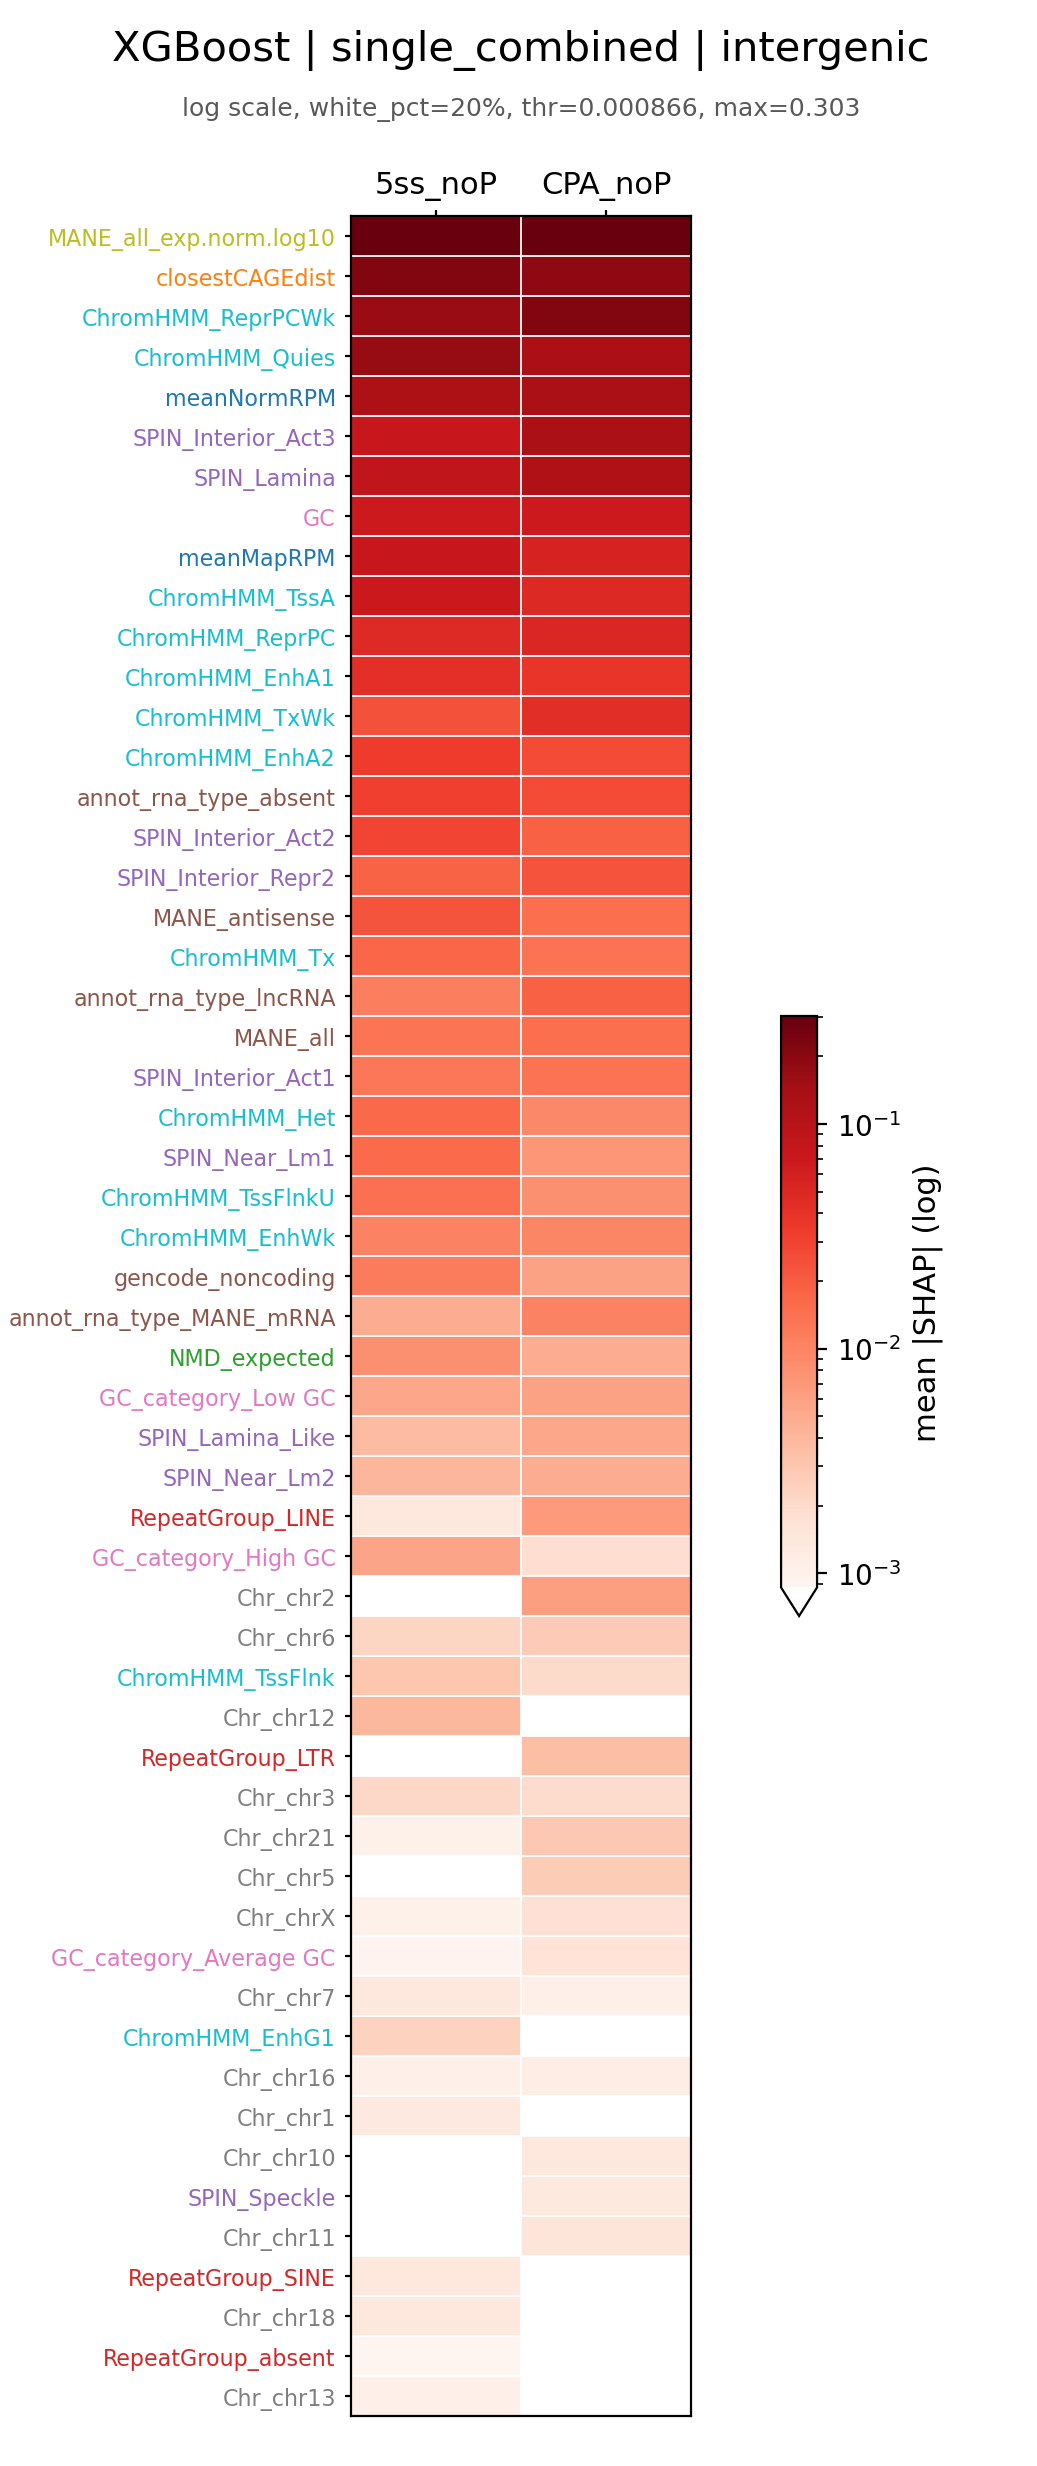 XGBoost | single_combined | intergenic
log scale, white_pct=20%, thr=0.000866, max=0.303
5ss_noP CPA_noP
MANE_all_exp.norm.log10
closestCAGEdist
ChromHMM_ReprPCWk
ChromHMM_Quies
meanNormRPM
SPIN_Interior_Act3
SPIN_Lamina
GC
meanMapRPM
ChromHMM_TssA
ChromHMM_ReprPC
ChromHMM_EnhA1
ChromHMM_TxWk
ChromHMM_EnhA2
annot_rna_type_absent
SPIN_Interior_Act2
SPIN_Interior_Repr2
MANE_antisense
ChromHMM_Tx
annot_rna_type_lncRNA
MANE_all
SPIN_Interior_Act1
ChromHMM_Het
SPIN_Near_Lm1
ChromHMM_TssFlnkU
ChromHMM_EnhWk
gencode_noncoding
annot_rna_type_MANE_mRNA
NMD_expected
GC_category_Low GC
SPIN_Lamina_Like
SPIN_Near_Lm2
RepeatGroup_LINE
GC_category_High GC
Chr_chr2
Chr_chr6
ChromHMM_TssFlnk
Chr_chr12
RepeatGroup_LTR
Chr_chr3
Chr_chr21
Chr_chr5
Chr_chrX
GC_category_Average GC
Chr_chr7
ChromHMM_EnhG1
Chr_chr16
Chr_chr1
Chr_chr10
SPIN_Speckle
Chr_chr11
RepeatGroup_SINE
Chr_chr18
RepeatGroup_absent
Chr_chr13
10⁻¹
10⁻²
10⁻³
mean |SHAP| (log)